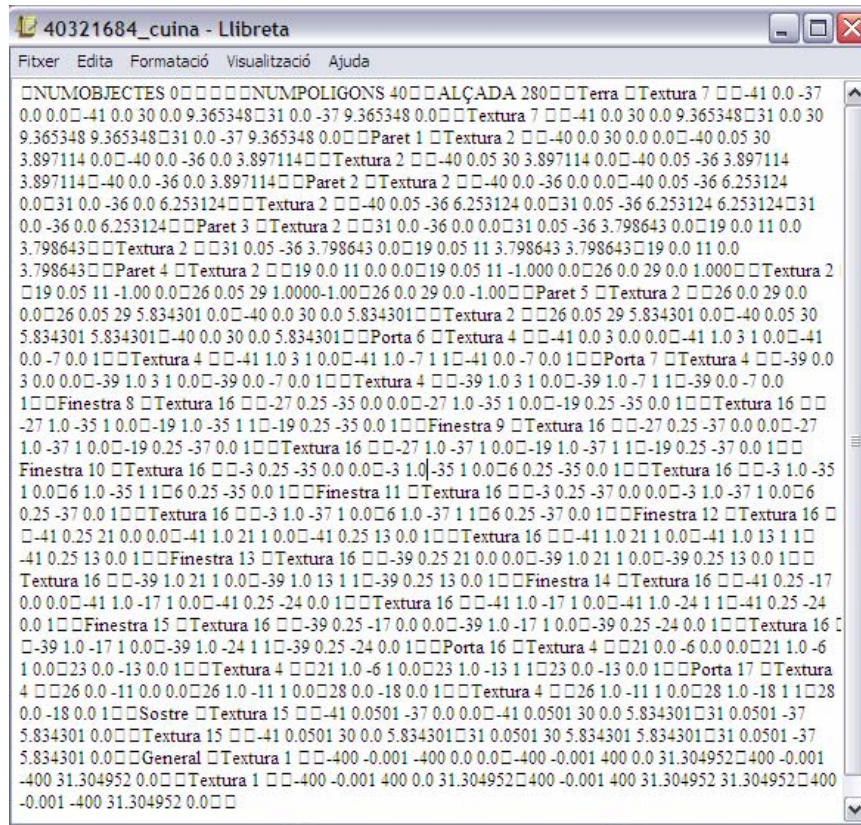 40321684_cuina - Llibreta
Fitxer Edita Formatació Visualització Ajuda
□NUMOBJECTES 0□□□□□NUMPOLIGONS 40□□ALÇADA 280□□Terra □Textura 7 □□-41 0.0 -37
0.0 0.0□-41 0.0 30 0.0 9.365348□31 0.0 -37 9.365348 0.0□□Textura 7 □□-41 0.0 30 0.0 9.365348□31 0.0 30
9.365348 9.365348□31 0.0 -37 9.365348 0.0□□Paret 1 □Textura 2 □□-40 0.0 30 0.0 0.0□-40 0.05 30
3.897114 0.0□-40 0.0 -36 0.0 3.897114□□Textura 2 □□-40 0.05 30 3.897114 0.0□-40 0.05 -36 3.897114
3.897114□-40 0.0 -36 0.0 3.897114□□Paret 2 □Textura 2 □□-40 0.0 -36 0.0 0.0□-40 0.05 -36 6.253124
0.0□31 0.0 -36 0.0 6.253124□□Textura 2 □□-40 0.05 -36 6.253124 0.0□31 0.05 -36 6.253124 6.253124□31
0.0 -36 0.0 6.253124□□Paret 3 □Textura 2 □□31 0.0 -36 0.0 0.0□31 0.05 -36 3.798643 0.0□19 0.0 11 0.0
3.798643□□Textura 2 □□31 0.05 -36 3.798643 0.0□19 0.05 11 3.798643 3.798643□19 0.0 11 0.0
3.798643□□Paret 4 □Textura 2 □□19 0.0 11 0.0 0.0□19 0.05 11 -1.000 0.0□26 0.0 29 0.0 1.000□□Textura 2
□19 0.05 11 -1.00 0.0□26 0.05 29 1.0000-1.00□26 0.0 29 0.0 -1.00□□Paret 5 □Textura 2 □□26 0.0 29 0.0
0.0□26 0.05 29 5.834301 0.0□-40 0.0 30 0.0 5.834301□□Textura 2 □□26 0.05 29 5.834301 0.0□-40 0.05 30
5.834301 5.834301□-40 0.0 30 0.0 5.834301□□Porta 6 □Textura 4 □□-41 0.0 3 0.0 0.0□-41 1.0 3 1 0.0□-41
0.0 -7 0.0 1□□Textura 4 □□-41 1.0 3 1 0.0□-41 1.0 -7 1 1□-41 0.0 -7 0.0 1□□Porta 7 □Textura 4 □□-39 0.0
3 0.0 0.0□-39 1.0 3 1 0.0□-39 0.0 -7 0.0 1□□Textura 4 □□-39 1.0 3 1 0.0□-39 1.0 -7 1 1□-39 0.0 -7 0.0
1□□Finestra 8 □Textura 16 □□-27 0.25 -35 0.0 0.0□-27 1.0 -35 1 0.0□-19 0.25 -35 0.0 1□□Textura 16 □□
-27 1.0 -35 1 0.0□-19 1.0 -35 1 1□-19 0.25 -35 0.0 1□□Finestra 9 □Textura 16 □□-27 0.25 -37 0.0 0.0□-27
1.0 -37 1 0.0□-19 0.25 -37 0.0 1□□Textura 16 □□-27 1.0 -37 1 0.0□-19 1.0 -37 1 1□-19 0.25 -37 0.0 1□□
Finestra 10 □Textura 16 □□-3 0.25 -35 0.0 0.0□-3 1.0 -35 1 0.0□6 0.25 -35 0.0 1□□Textura 16 □□-3 1.0 -35
1 0.0□6 1.0 -35 1 1□6 0.25 -35 0.0 1□□Finestra 11 □Textura 16 □□-3 0.25 -37 0.0 0.0□-3 1.0 -37 1 0.0□6
0.25 -37 0.0 1□□Textura 16 □□-3 1.0 -37 1 0.0□6 1.0 -37 1 1□6 0.25 -37 0.0 1□□Finestra 12 □Textura 16 □
□-41 0.25 21 0.0 0.0□-41 1.0 21 1 0.0□-41 0.25 13 0.0 1□□Textura 16 □□-41 1.0 21 1 0.0□-41 1.0 13 1 1□
-41 0.25 13 0.0 1□□Finestra 13 □Textura 16 □□-39 0.25 21 0.0 0.0□-39 1.0 21 1 0.0□-39 0.25 13 0.0 1□□
Textura 16 □□-39 1.0 21 1 0.0□-39 1.0 13 1 1□-39 0.25 13 0.0 1□□Finestra 14 □Textura 16 □□-41 0.25 -17
0.0 0.0□-41 1.0 -17 1 0.0□-41 0.25 -24 0.0 1□□Textura 16 □□-41 1.0 -17 1 0.0□-41 1.0 -24 1 1□-41 0.25 -24
0.0 1□□Finestra 15 □Textura 16 □□-39 0.25 -17 0.0 0.0□-39 1.0 -17 1 0.0□-39 0.25 -24 0.0 1□□Textura 16 □
□-39 1.0 -17 1 0.0□-39 1.0 -24 1 1□-39 0.25 -24 0.0 1□□Porta 16 □Textura 4 □□21 0.0 -6 0.0 0.0□21 1.0 -6
1 0.0□23 0.0 -13 0.0 1□□Textura 4 □□21 1.0 -6 1 0.0□23 1.0 -13 1 1□23 0.0 -13 0.0 1□□Porta 17 □Textura
4 □□26 0.0 -11 0.0 0.0□26 1.0 -11 1 0.0□28 0.0 -18 0.0 1□□Textura 4 □□26 1.0 -11 1 0.0□28 1.0 -18 1 1□28
0.0 -18 0.0 1□□Sostre □Textura 15 □□-41 0.0501 -37 0.0 0.0□-41 0.0501 30 0.0 5.834301□31 0.0501 -37
5.834301 0.0□□Textura 15 □□-41 0.0501 30 0.0 5.834301□31 0.0501 30 5.834301 5.834301□31 0.0501 -37
5.834301 0.0□□General □Textura 1 □□-400 -0.001 -400 0.0 0.0□-400 -0.001 400 0.0 31.304952□400 -0.001
-400 31.304952 0.0□□Textura 1 □□-400 -0.001 400 0.0 31.304952□400 -0.001 400 31.304952 31.304952□400
-0.001 -400 31.304952 0.0□□